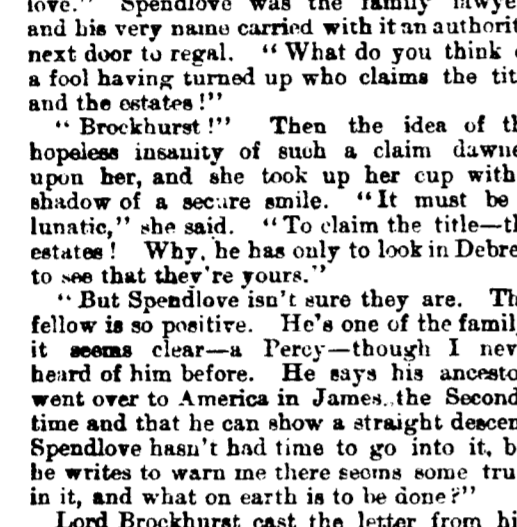 love." Spendlove was the family lawye
and his very name carried with it an authorit
next door to regal. "What do you think
a fool having turned up who claims the tit
and the estates!"
"Brockhurst!" Then the idea of th
hopeless insanity of such a claim dawne
upon her, and she took up her cup with
shadow of a secure smile. "It must be
lunatic," she said. "To claim the title—th
estates! Why, he has only to look in Debre
to see that they're yours."
"But Spendlove isn't sure they are. Th
fellow is so positive. He's one of the famil
it seems clear—a Percy—though I nev
heard of him before. He says his ancesto
went over to America in James the Second
time and that he can show a straight descen
Spendlove hasn't had time to go into it, b
he writes to warn me there seems some tru
in it, and what on earth is to be done?"
Lord Brockhurst cast the letter from hi